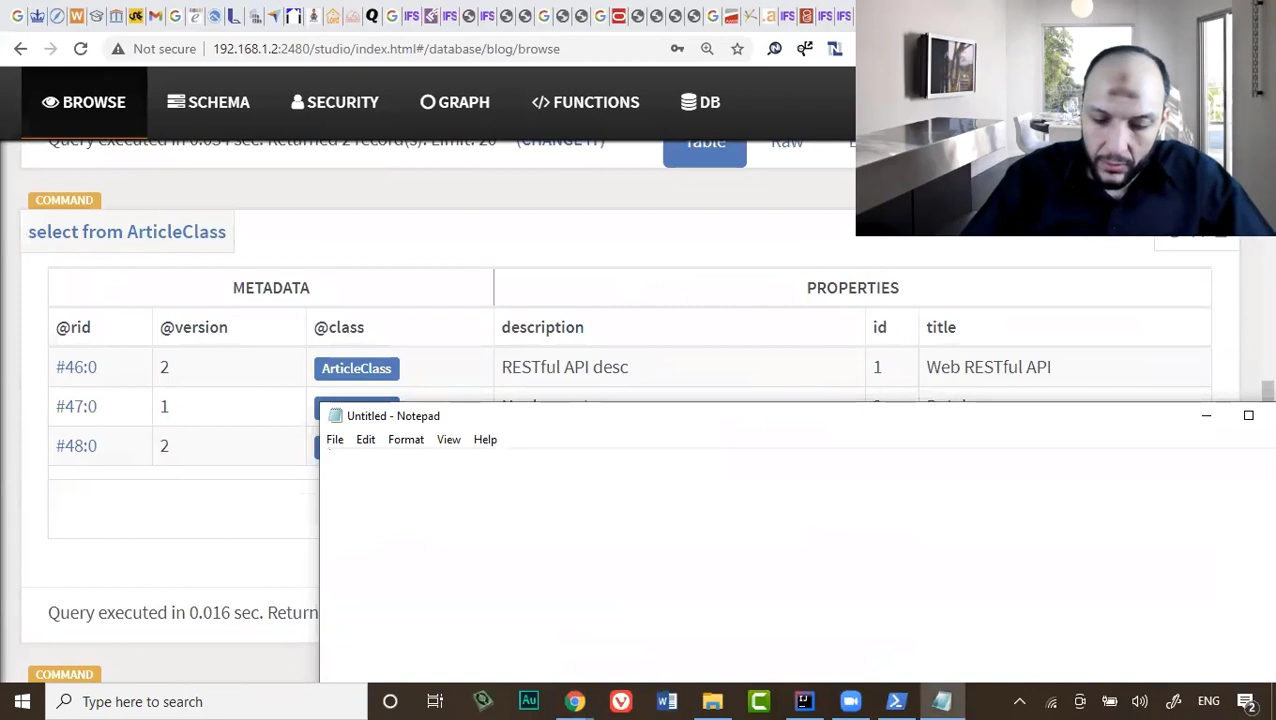 Not secure
192.168.1.2:2480/studio/index.html#/database/blog/browse
BROWSE
SCHEMA
SECURITY
GRAPH
FUNCTIONS
DB
Table
Raw
COMMAND
select from ArticleClass
METADATA
PROPERTIES
@rid
@version
@class
description
id
title
#46:0
2
ArticleClass
RESTful API desc
1
Web RESTful API
#47:0
1
#48:0
2
Untitled - Notepad
File
Edit
Format
View
Help
Query executed in 0.016 sec. Return
COMMAND
Type here to search
ENG
2